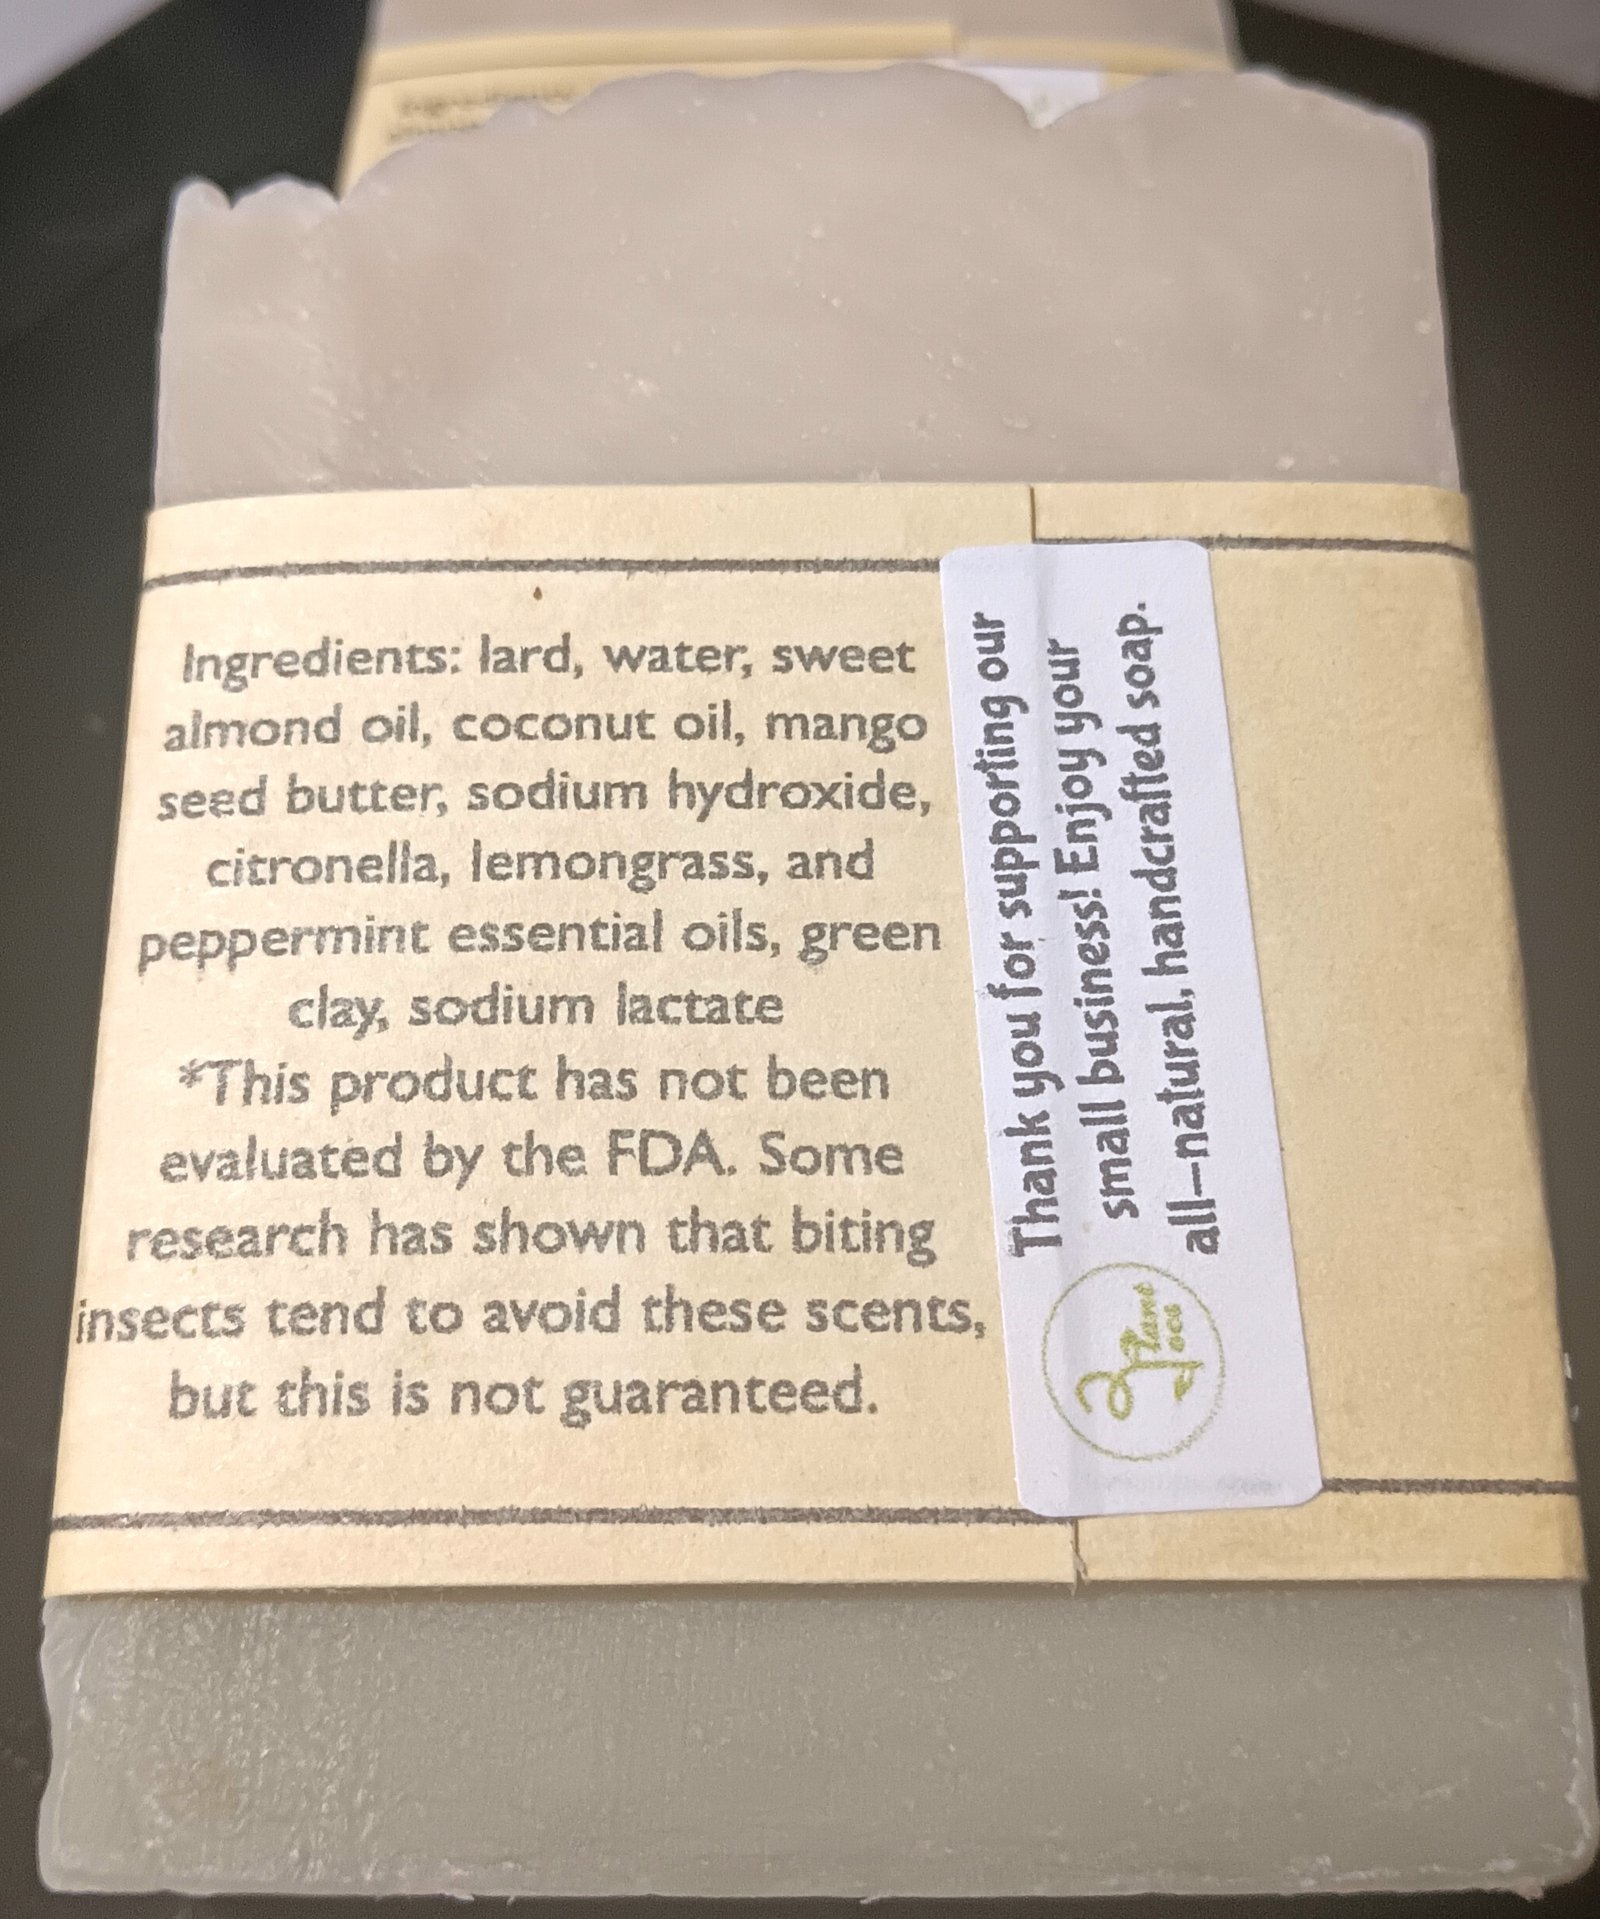 Ingredients: lard, water, sweet
almond oil, coconut oil, mango
seed butter, sodium hydroxide,
citronella, lemongrass, and
peppermint essential oils, green
clay, sodium lactate
*This product has not been
evaluated by the FDA. Some
research has shown that biting
insects tend to avoid these scents,
but this is not guaranteed.
Thank you for supporting our
small business! Enjoy your
all-natural, handcrafted soap.